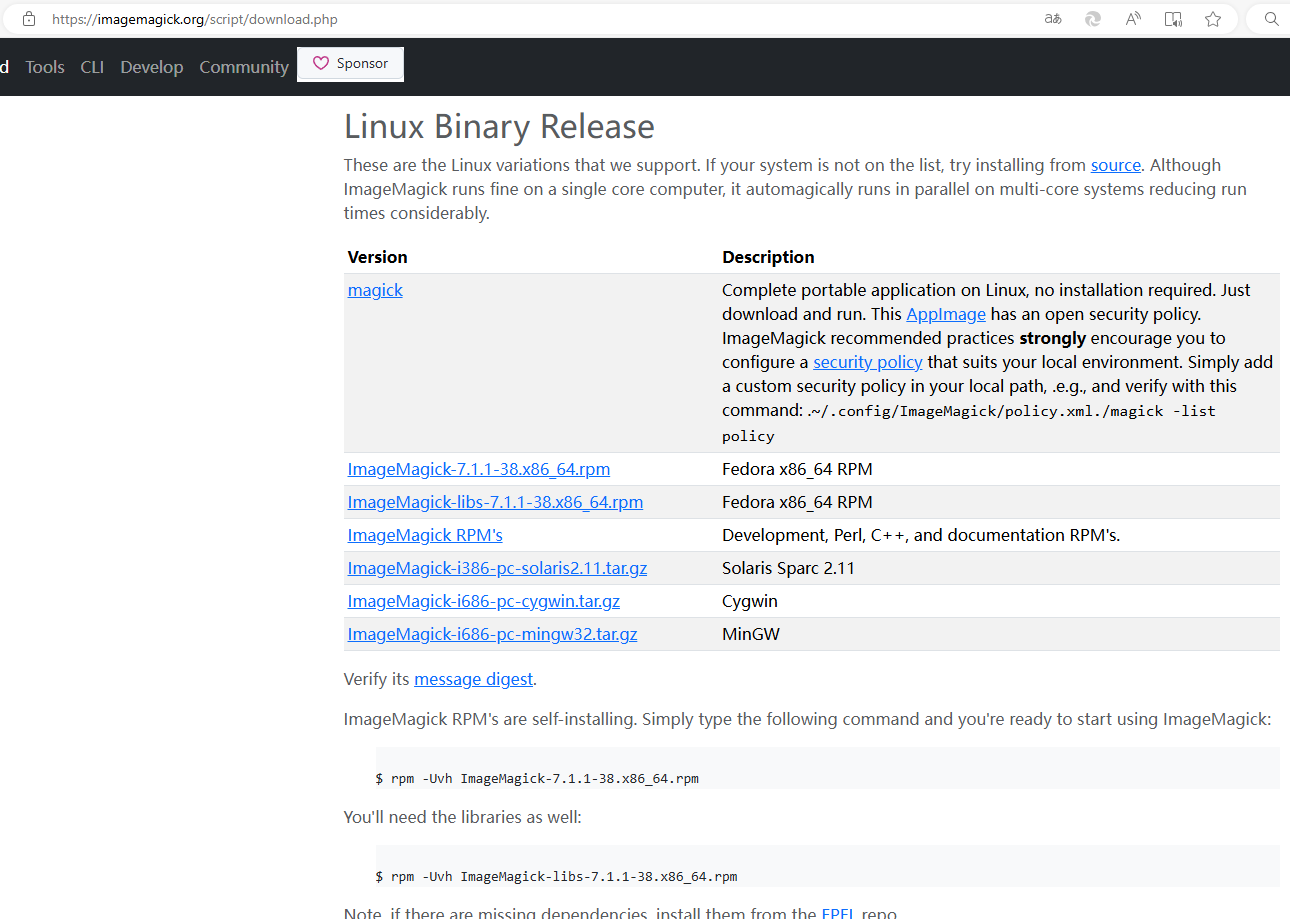 https://imagemagick.org/script/download.php
d Tools CLI Develop Community Sponsor
Linux Binary Release
These are the Linux variations that we support. If your system is not on the list, try installing from source. Although
ImageMagick runs fine on a single core computer, it automagically runs in parallel on multi-core systems reducing run
times considerably.
Version Description
magick Complete portable application on Linux, no installation required. Just
download and run. This AppImage has an open security policy.
ImageMagick recommended practices strongly encourage you to
configure a security policy that suits your local environment. Simply add
a custom security policy in your local path, .e.g., and verify with this
command: .~/.config/ImageMagick/policy.xml./magick -list
policy
ImageMagick-7.1.1-38.x86_64.rpm Fedora x86_64 RPM
ImageMagick-libs-7.1.1-38.x86_64.rpm Fedora x86_64 RPM
ImageMagick RPM's Development, Perl, C++, and documentation RPM's.
ImageMagick-i386-pc-solaris2.11.tar.gz Solaris Sparc 2.11
ImageMagick-i686-pc-cygwin.tar.gz Cygwin
ImageMagick-i686-pc-mingw32.tar.gz MinGW
Verify its message digest.
ImageMagick RPM's are self-installing. Simply type the following command and you're ready to start using ImageMagick:
$ rpm -Uvh ImageMagick-7.1.1-38.x86_64.rpm
You'll need the libraries as well:
$ rpm -Uvh ImageMagick-libs-7.1.1-38.x86_64.rpm
Note, if there are missing dependencies, install them from the EPEL repo